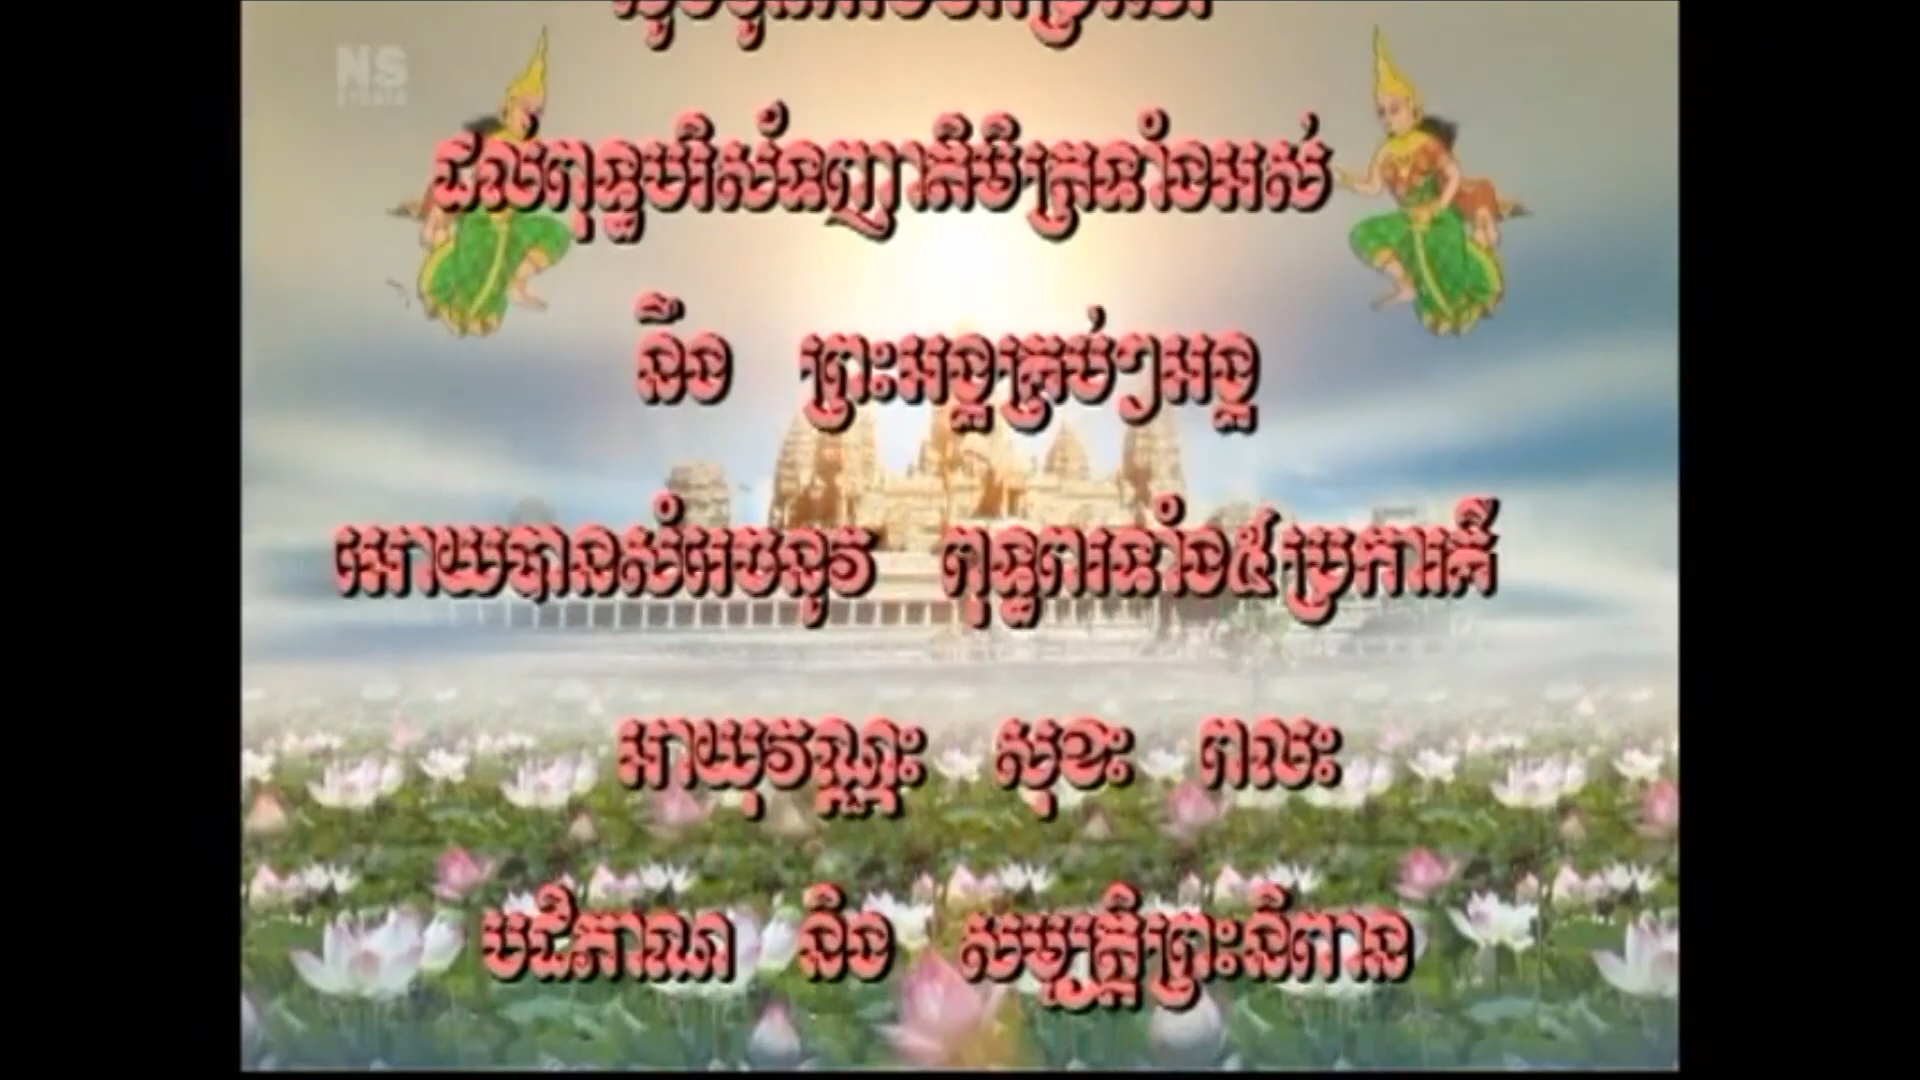 NS
ដល់ពុទ្ធបរិស័ទញាតិមិត្រទាំងអស់
នឹង ព្រះអង្គគ្រប់ៗអង្គ
អោយបានសំរេចនូវ ពុទ្ធពរទាំង៥ប្រការគឺ
អាយុវណ្ណះ សុខះ ពលះ
បដិភាណ និង សម្បត្តិព្រះនិពាន